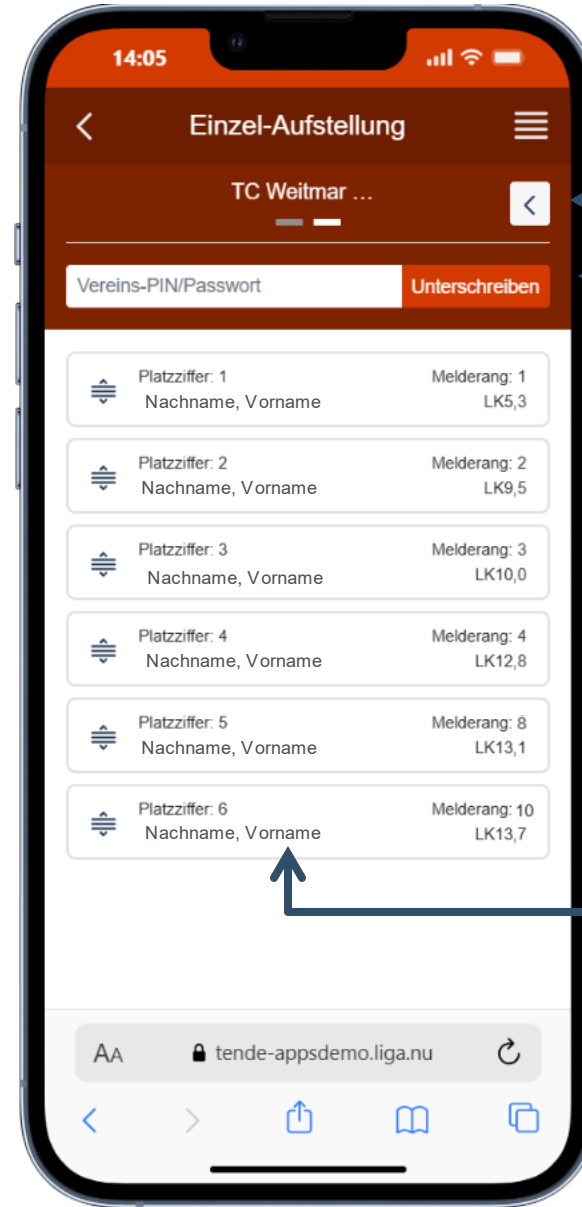 14:05
Einzel-Aufstellung
TC Weitmar ...
Vereins-PIN/Passwort Unterschreiben
Platzziffer: 1 Melderang: 1
Nachname, Vorname LK5,3
Platzziffer: 2 Melderang: 2
Nachname, Vorname LK9,5
Platzziffer: 3 Melderang: 3
Nachname, Vorname LK10,0
Platzziffer: 4 Melderang: 4
Nachname, Vorname LK12,8
Platzziffer: 5 Melderang: 8
Nachname, Vorname LK13,1
Platzziffer: 6 Melderang: 10
Nachname, Vorname LK13,7
AA tende-appsdemo.liga.nu